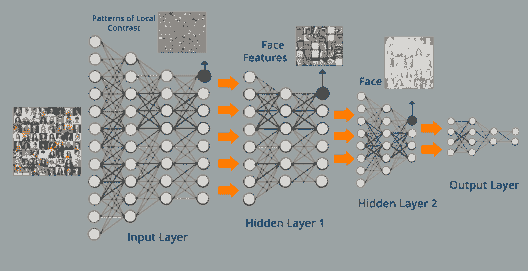 Patterns of Local
Contrast
Face
Features
Face
Input Layer
Hidden Layer 1
Hidden Layer 2
Output Layer